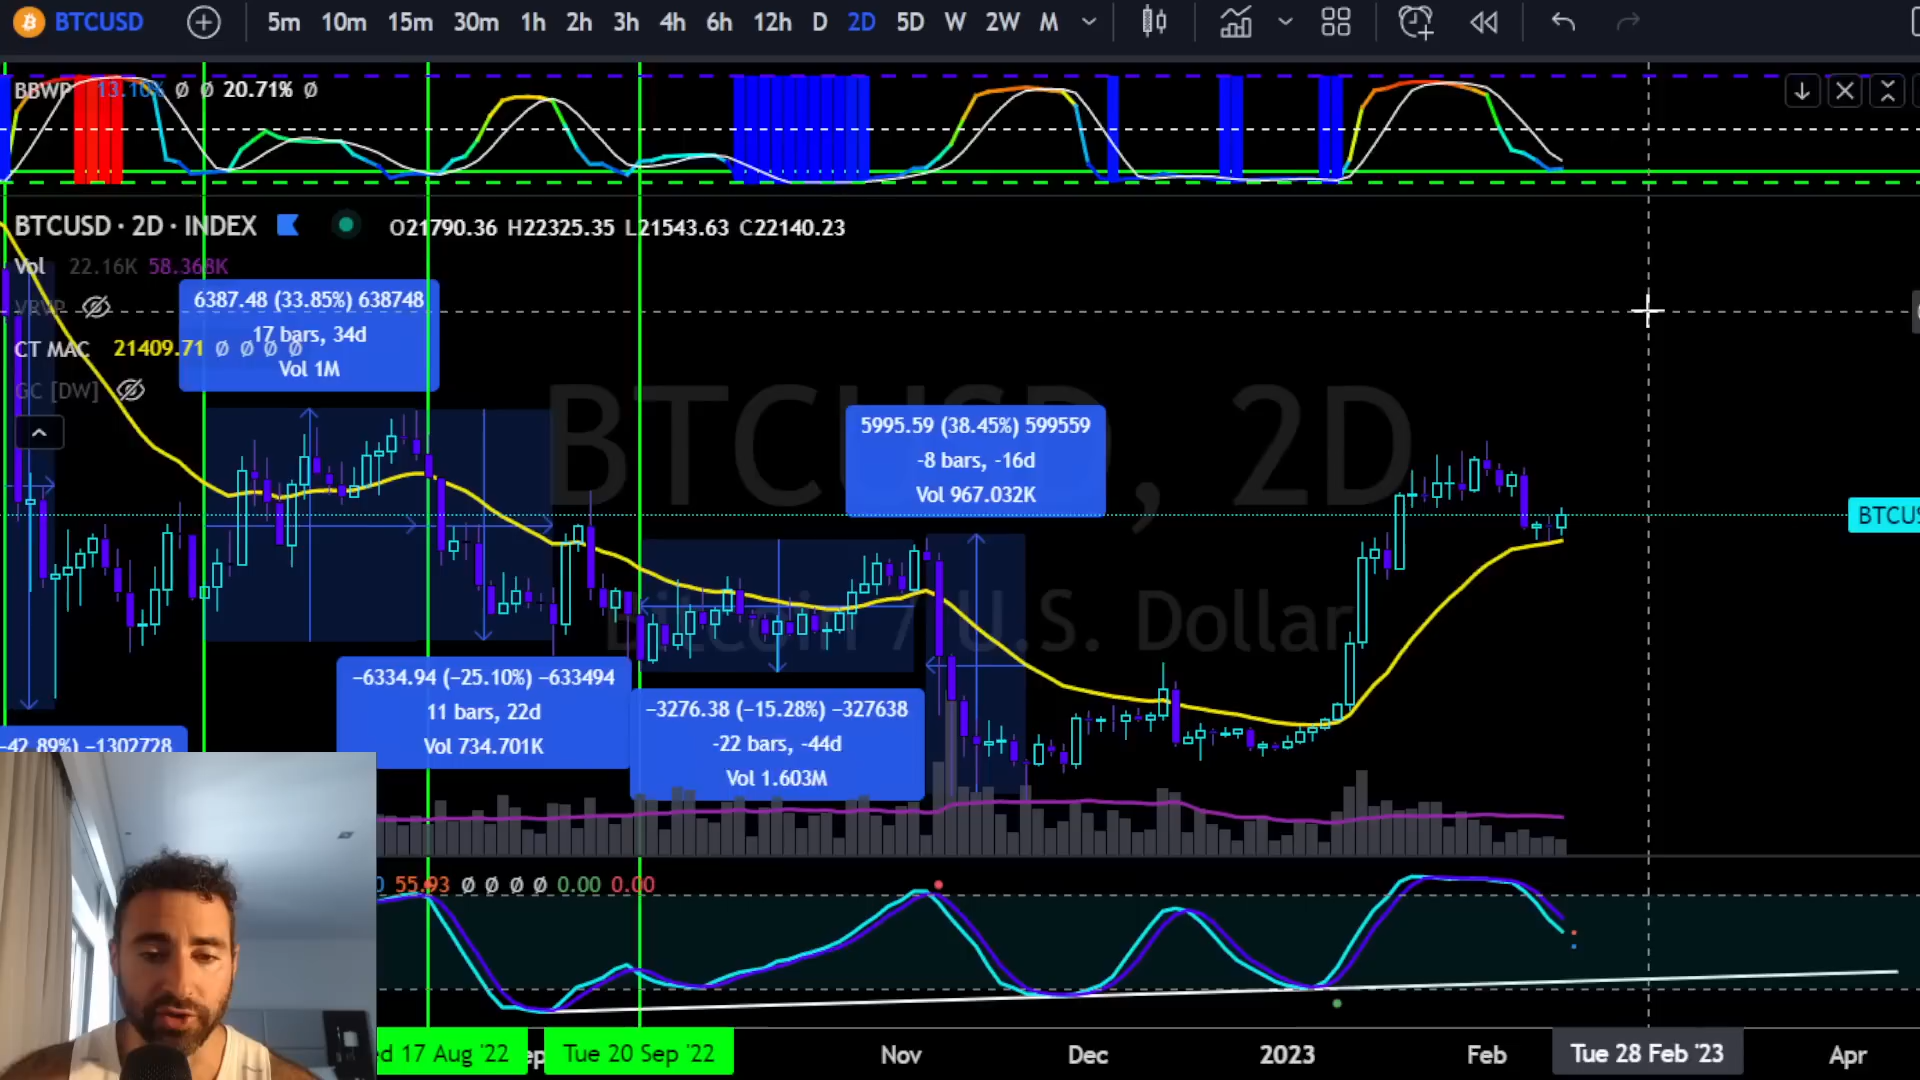 BTCUSD 5m 10m 15m 30m 1h 2h 3h 4h 6h 12h D 2D 5D W 2W M
BBWP 13.10% Ø Ø 20.71% Ø
BTCUSD · 2D · INDEX O21790.36 H22325.35 L21543.63 C22140.23
Vol 22.16K 58.368K
VRVP
CT MAC 21409.71 Ø Ø Ø Ø
GC [DW]
6387.48 (33.85%) 638748
17 bars, 34d
Vol 1M
BTCUSD, 2D
Bitcoin / U.S. Dollar
5995.59 (38.45%) 599559
-8 bars, -16d
Vol 967.032K
BTCUS
−6334.94 (−25.10%) −633494
11 bars, 22d
Vol 734.701K
−3276.38 (−15.28%) −327638
-22 bars, -44d
Vol 1.603M
-42.89%) −1302728
55.93 Ø Ø Ø Ø 0.00 0.00
d 17 Aug '22 Tue 20 Sep '22 Nov Dec 2023 Feb Tue 28 Feb '23 Apr